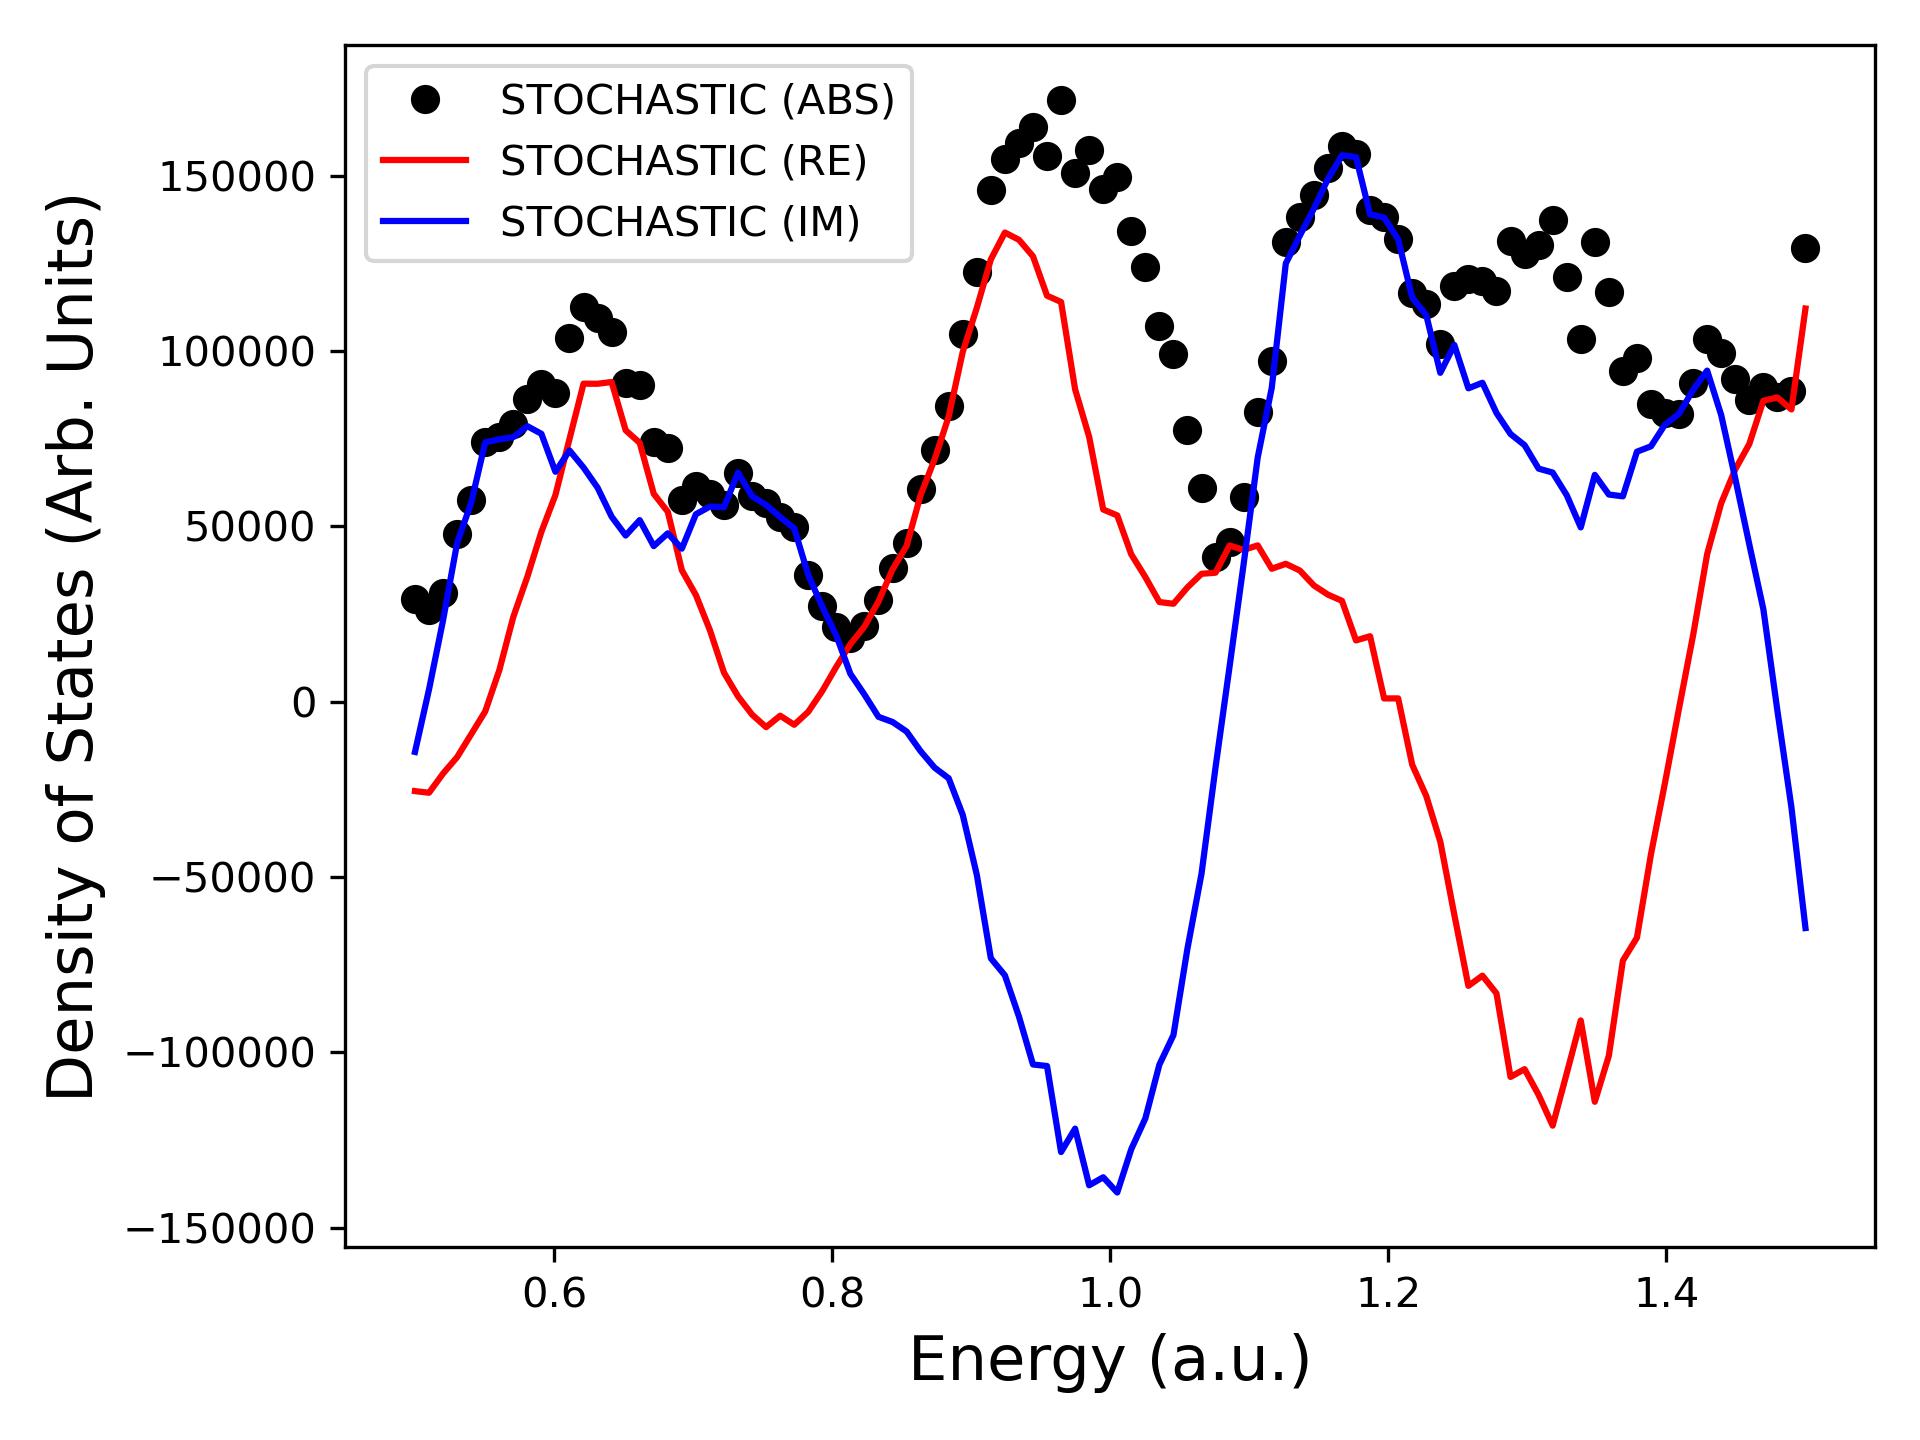 STOCHASTIC (ABS)
STOCHASTIC (RE)
STOCHASTIC (IM)
150000
100000
50000
0
−50000
−100000
−150000
Density of States (Arb. Units)
0.6 0.8 1.0 1.2 1.4
Energy (a.u.)